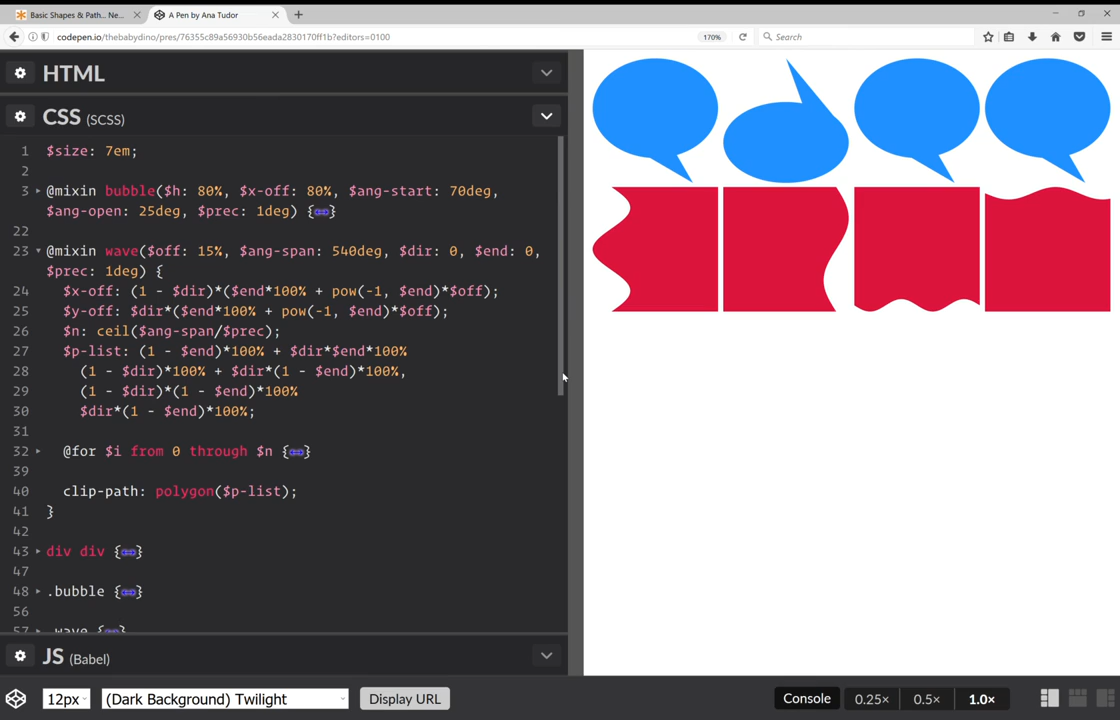 Basic Shapes & Path... Ne...
A Pen by Ana Tudor
codepen.io/thebabydino/pres/76355c89a56930b56eada2830170ff1b?editors=0100
170%
Search
HTML
CSS (SCSS)
1 $size: 7em;
2
3 @mixin bubble($h: 80%, $x-off: 80%, $ang-start: 70deg,
$ang-open: 25deg, $prec: 1deg) {
22
23 @mixin wave($off: 15%, $ang-span: 540deg, $dir: 0, $end: 0,
$prec: 1deg) {
24 $x-off: (1 - $dir)*($end*100% + pow(-1, $end)*$off);
25 $y-off: $dir*($end*100% + pow(-1, $end)*$off);
26 $n: ceil($ang-span/$prec);
27 $p-list: (1 - $end)*100% + $dir*$end*100%
28 (1 - $dir)*100% + $dir*(1 - $end)*100%,
29 (1 - $dir)*(1 - $end)*100%
30 $dir*(1 - $end)*100%;
31
32 @for $i from 0 through $n {}
39
40 clip-path: polygon($p-list);
41 }
42
43 div div {}
47
48 .bubble {}
56
57 .wave {}
JS (Babel)
12px
(Dark Background) Twilight
Display URL
Console
0.25×
0.5×
1.0×